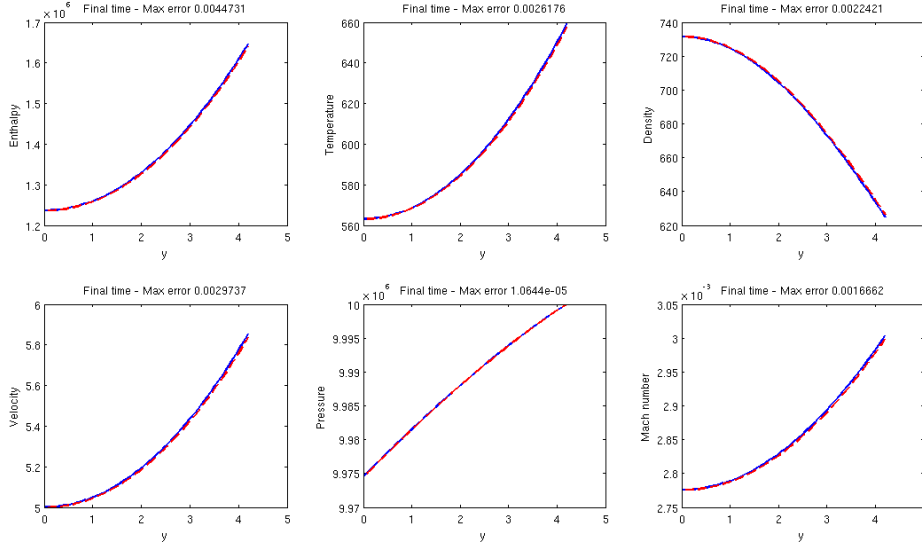 Final time - Max error 0.0044731
× 10^6
1.7
1.6
1.5
1.4
1.3
1.2
Enthalpy
0 1 2 3 4 5
y
Final time - Max error 0.0026176
660
640
620
600
580
560
Temperature
0 1 2 3 4 5
y
Final time - Max error 0.0022421
740
720
700
680
660
640
620
Density
0 1 2 3 4
y
Final time - Max error 0.0029737
6
5.8
5.6
5.4
5.2
5
Velocity
0 1 2 3 4 5
y
Final time - Max error 1.0644e-05
× 10^6
10
9.995
9.99
9.985
9.98
9.975
9.97
Pressure
0 1 2 3 4 5
y
Final time - Max error 0.0016662
× 10^-3
3.05
3
2.95
2.9
2.85
2.8
2.75
Mach number
0 1 2 3 4
y